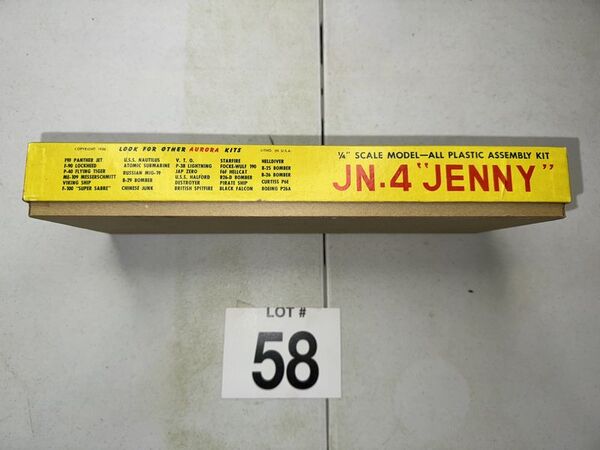 COPYRIGHT 1956 LOOK FOR OTHER AURORA KITS LITHO. IN U.S.A.
F9F PANTHER JET
F-90 LOCKHEED
P-40 FLYING TIGER
ME-109 MESSERSCHMITT
VIKING SHIP
F-100 "SUPER SABRE"
U.S.S. NAUTILUS
ATOMIC SUBMARINE
RUSSIAN MIG-19
B-29 BOMBER
CHINESE JUNK
V. T. O.
P-38 LIGHTNING
JAP ZERO
U.S.S. HALFORD
DESTROYER
BRITISH SPITFIRE
STARFIRE
FOCKE-WULF 190
F6F HELLCAT
B26-D BOMBER
PIRATE SHIP
BLACK FALCON
HELLDIVER
B-25 BOMBER
B-26 BOMBER
CURTISS P6E
BOEING P26A
¼" SCALE MODEL—ALL PLASTIC ASSEMBLY KIT
JN-4 "JENNY"
LOT #
58